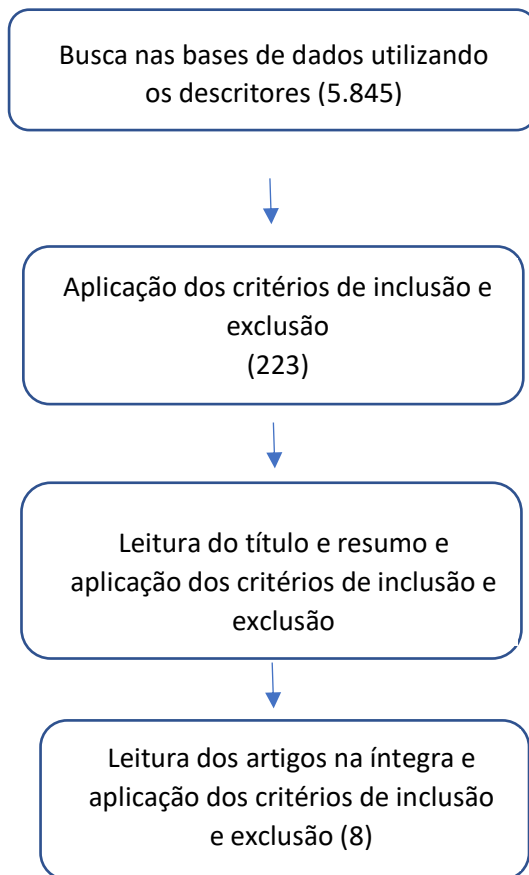 Busca nas bases de dados utilizando
os descritores (5.845)
Aplicação dos critérios de inclusão e
exclusão
(223)
Leitura do título e resumo e
aplicação dos critérios de inclusão e
exclusão
Leitura dos artigos na íntegra e
aplicação dos critérios de inclusão
e exclusão (8)